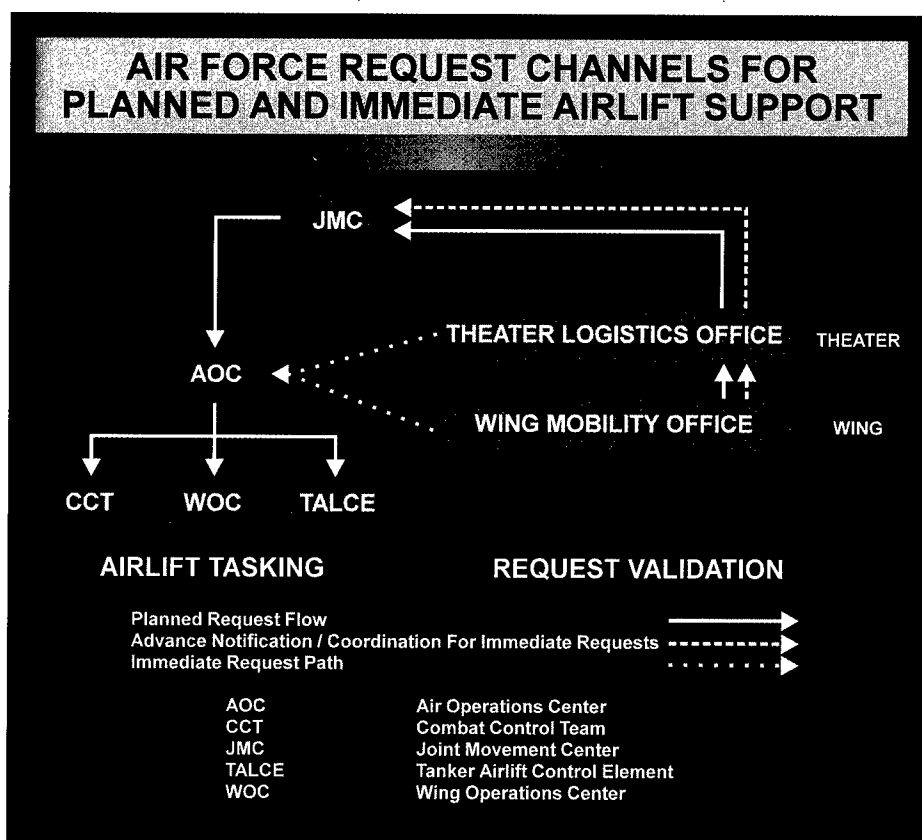 AIR FORCE REQUEST CHANNELS FOR
PLANNED AND IMMEDIATE AIRLIFT SUPPORT
JMC
THEATER LOGISTICS OFFICE THEATER
AOC
WING MOBILITY OFFICE WING
CCT WOC TALCE
AIRLIFT TASKING REQUEST VALIDATION
Planned Request Flow
Advance Notification / Coordination For Immediate Requests
Immediate Request Path
AOC Air Operations Center
CCT Combat Control Team
JMC Joint Movement Center
TALCE Tanker Airlift Control Element
WOC Wing Operations Center